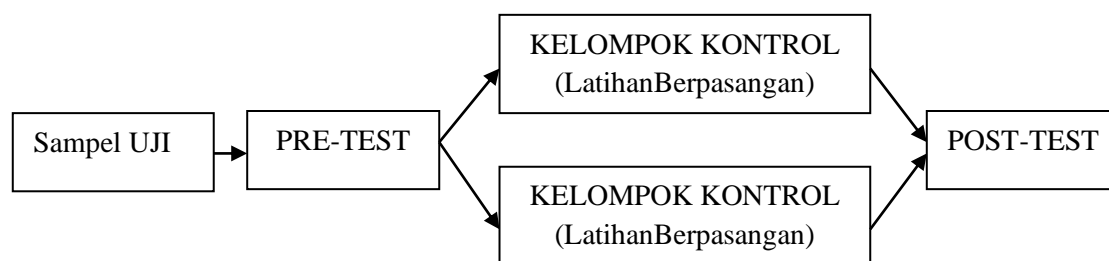 Sampel UJI
PRE-TEST
KELOMPOK KONTROL
(LatihanBerpasangan)
KELOMPOK KONTROL
(LatihanBerpasangan)
POST-TEST